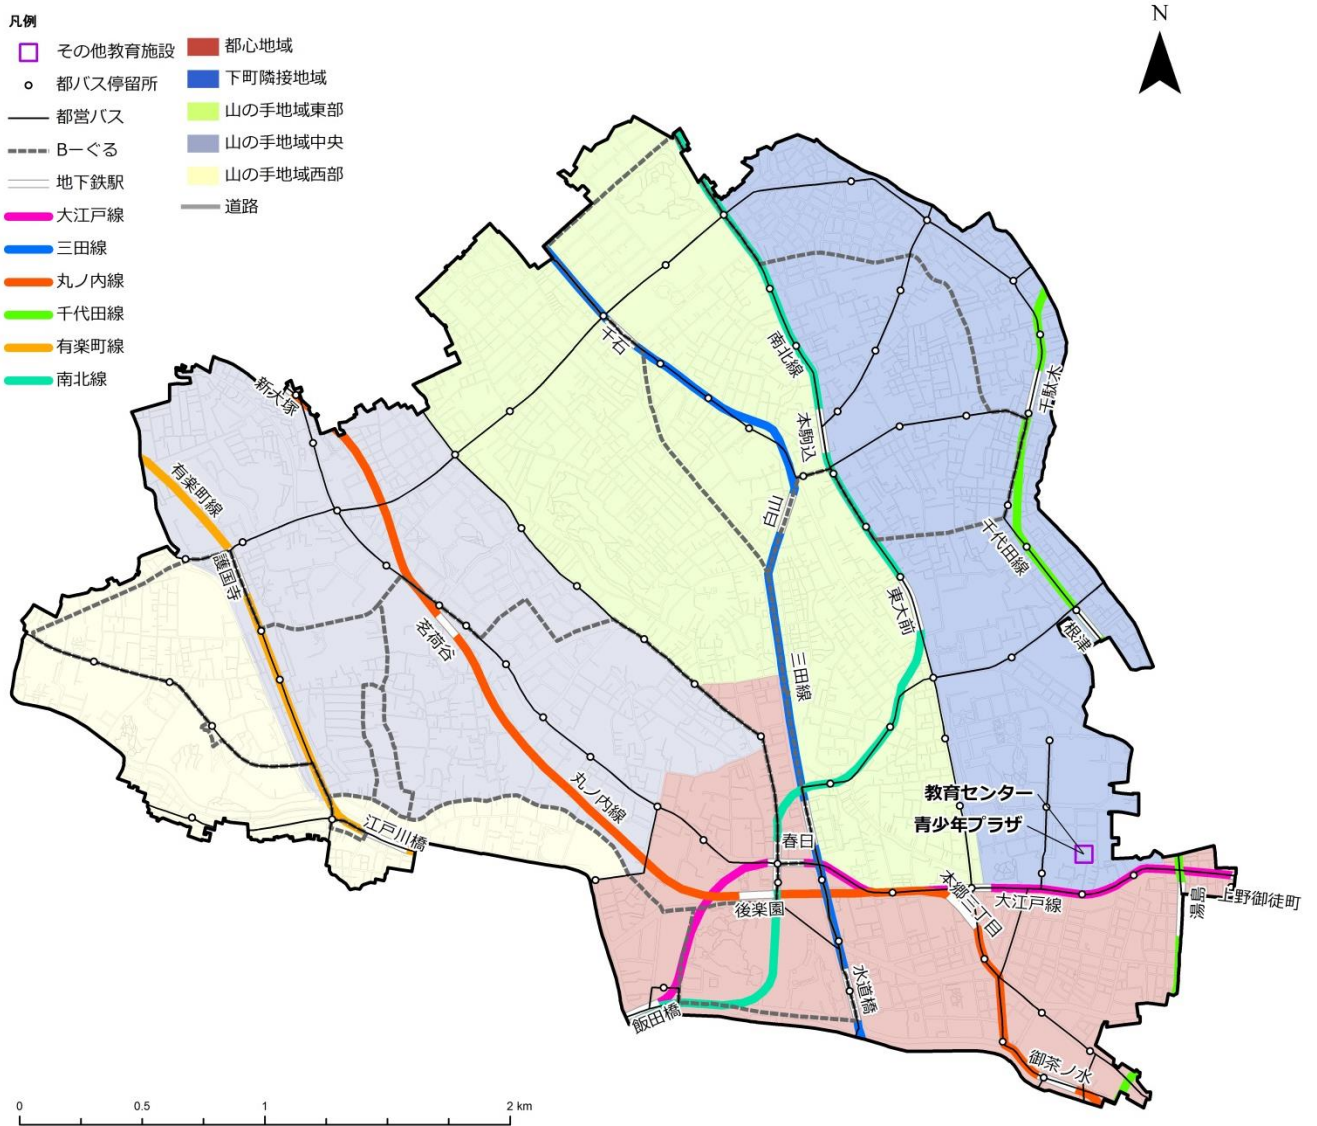 凡例
その他教育施設
都バス停留所
都営バス
Bーぐる
地下鉄駅
大江戸線
三田線
丸ノ内線
千代田線
有楽町線
南北線
都心地域
下町隣接地域
山の手地域東部
山の手地域中央
山の手地域西部
道路
N
千石
南北線
本駒込
千駄木
新大塚
有楽町線
護国寺
白山
千代田線
茗荷谷
東大前
根津
三田線
丸ノ内線
教育センター
青少年プラザ
江戸川橋
春日
後楽園
本郷三丁目
大江戸線
湯島
上野御徒町
飯田橋
水道橋
御茶ノ水
0 0.5 1 2 km